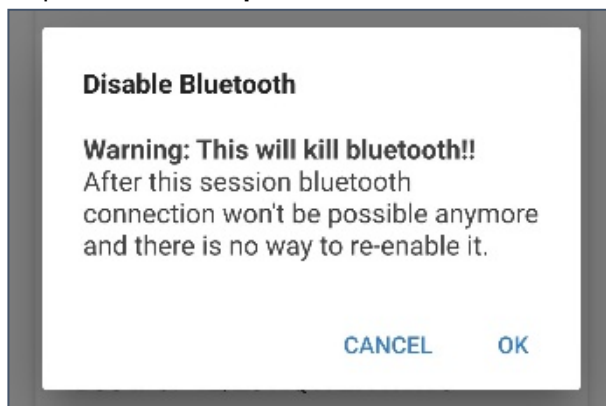 Disable Bluetooth
Warning: This will kill bluetooth!!
After this session bluetooth
connection won't be possible anymore
and there is no way to re-enable it.
CANCEL OK